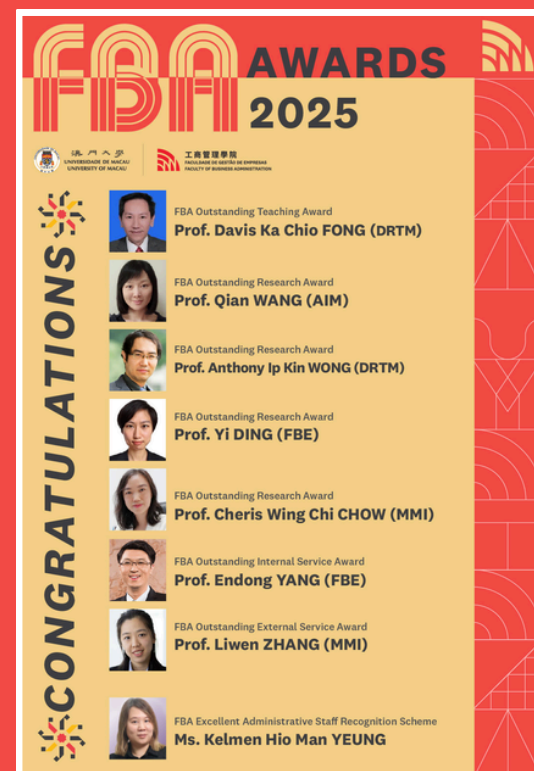 FBA AWARDS
2025
澳門大學
UNIVERSIDADE DE MACAU
UNIVERSITY OF MACAU
工商管理學院
FACULDADE DE GESTÃO DE EMPRESAS
FACULTY OF BUSINESS ADMINISTRATION
CONGRATULATIONS
FBA Outstanding Teaching Award
Prof. Davis Ka Chio FONG (DRTM)
FBA Outstanding Research Award
Prof. Qian WANG (AIM)
FBA Outstanding Research Award
Prof. Anthony Ip Kin WONG (DRTM)
FBA Outstanding Research Award
Prof. Yi DING (FBE)
FBA Outstanding Research Award
Prof. Cheris Wing Chi CHOW (MMI)
FBA Outstanding Internal Service Award
Prof. Endong YANG (FBE)
FBA Outstanding External Service Award
Prof. Liwen ZHANG (MMI)
FBA Excellent Administrative Staff Recognition Scheme
Ms. Kelmen Hio Man YEUNG